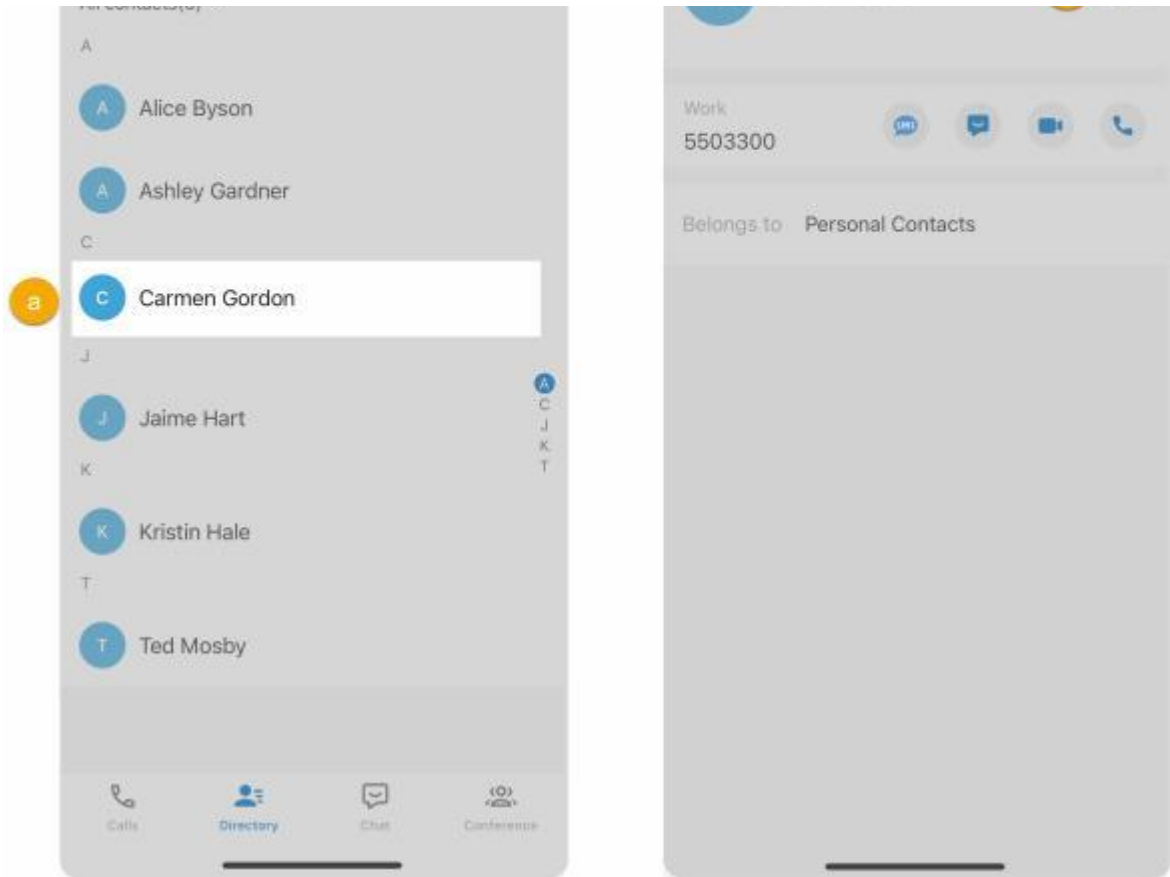 A
A Alice Byson
A Ashley Gardner
C
a
C Carmen Gordon
J
J Jaime Hart
K
K Kristin Hale
T
T Ted Mosby
A
C
J
K
T
Calls
Directory
Chat
Conference
Work
5503300
SMS
Belongs to Personal Contacts